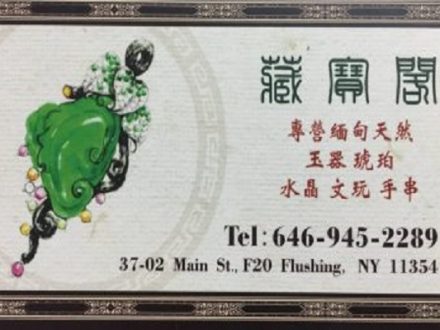 藏寶閣
專營緬甸天然
玉器琥珀
水晶 文玩 手串
Tel: 646-945-2289
37-02 Main St., F20 Flushing, NY 11354